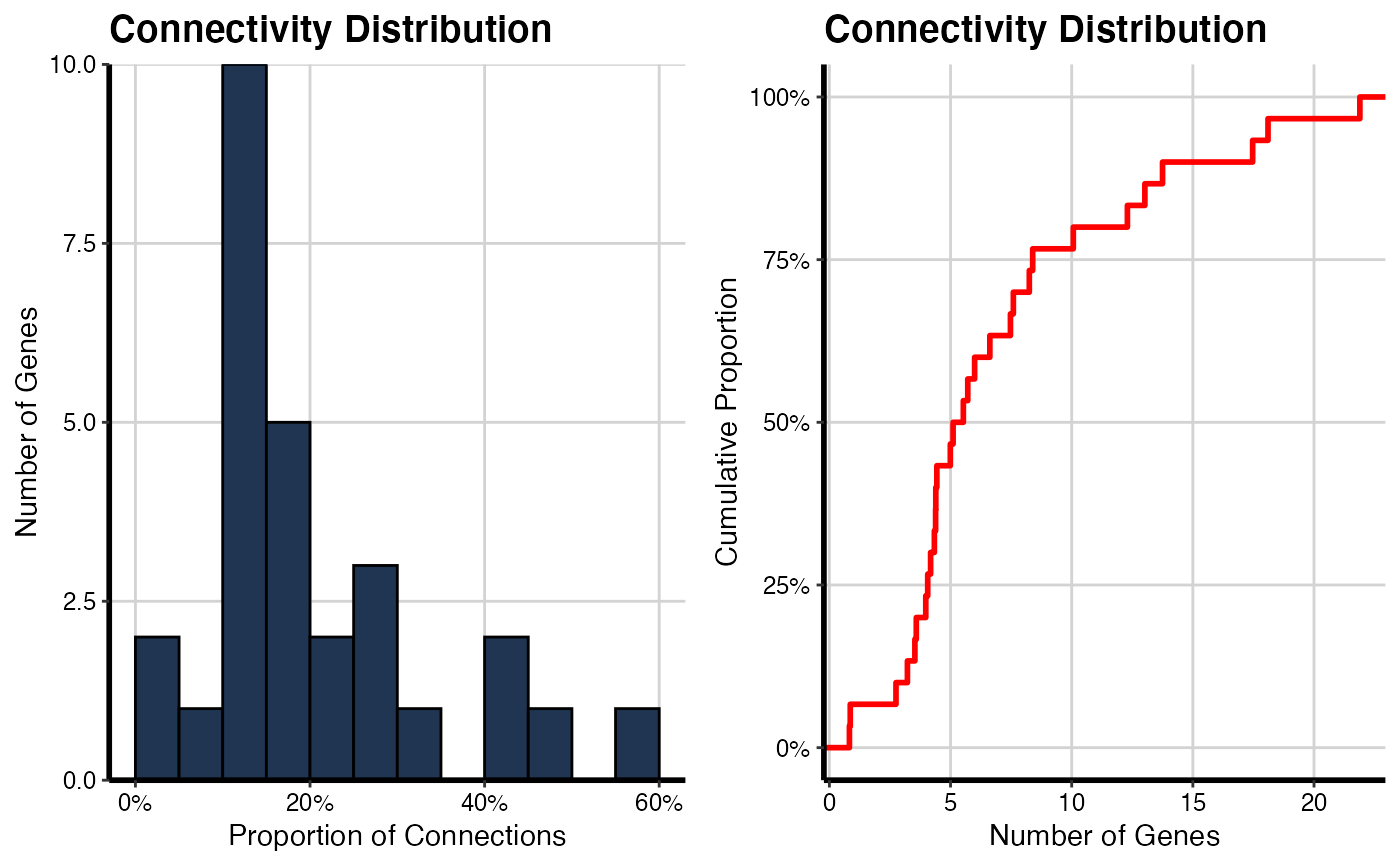 Connectivity Distribution
10.0
7.5
5.0
2.5
0.0
Number of Genes
0% 20% 40% 60%
Proportion of Connections
Connectivity Distribution
100%
75%
50%
25%
0%
Cumulative Proportion
0 5 10 15 20
Number of Genes